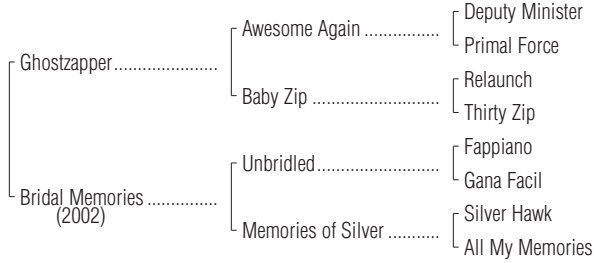 Deputy Minister
Awesome Again ................
Primal Force
Ghostzapper......................
Relaunch
Baby Zip ...........................
Thirty Zip
Fappiano
Unbridled..........................
Gana Facil
Bridal Memories ...............
(2002)
Silver Hawk
Memories of Silver ...........
All My Memories